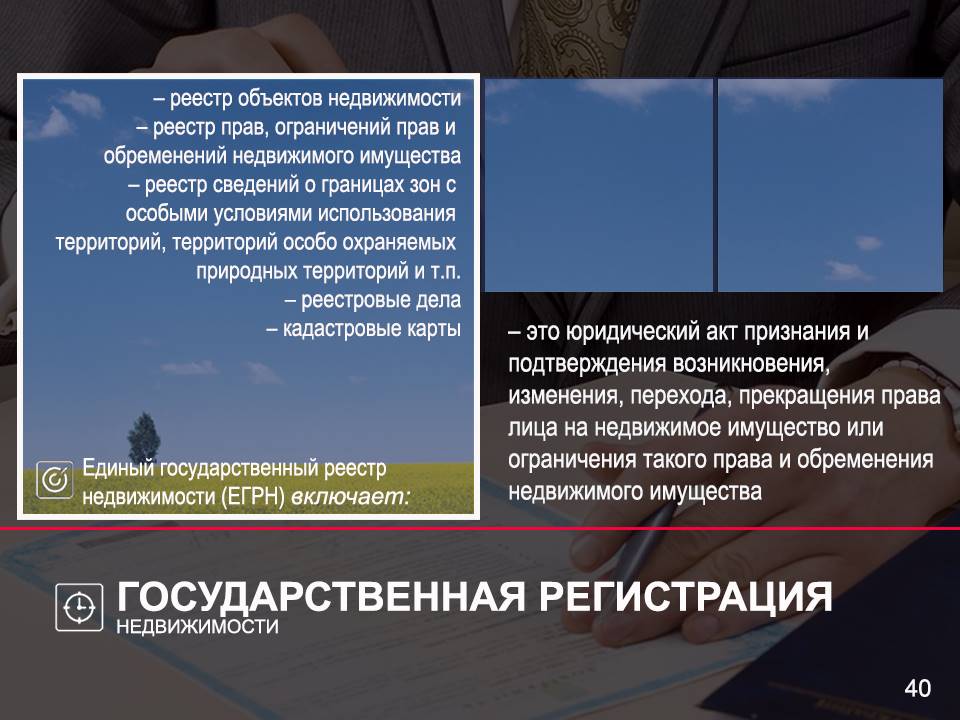 – реестр объектов недвижимости
– реестр прав, ограничений прав и
обременений недвижимого имущества
– реестр сведений о границах зон с
особыми условиями использования
территорий, территорий особо охраняемых
природных территорий и т.п.
– реестровые дела
– кадастровые карты
Единый государственный реестр
недвижимости (ЕГРН) включает:
– это юридический акт признания и
подтверждения возникновения,
изменения, перехода, прекращения права
лица на недвижимое имущество или
ограничения такого права и обременения
недвижимого имущества
ГОСУДАРСТВЕННАЯ РЕГИСТРАЦИЯ
НЕДВИЖИМОСТИ
40